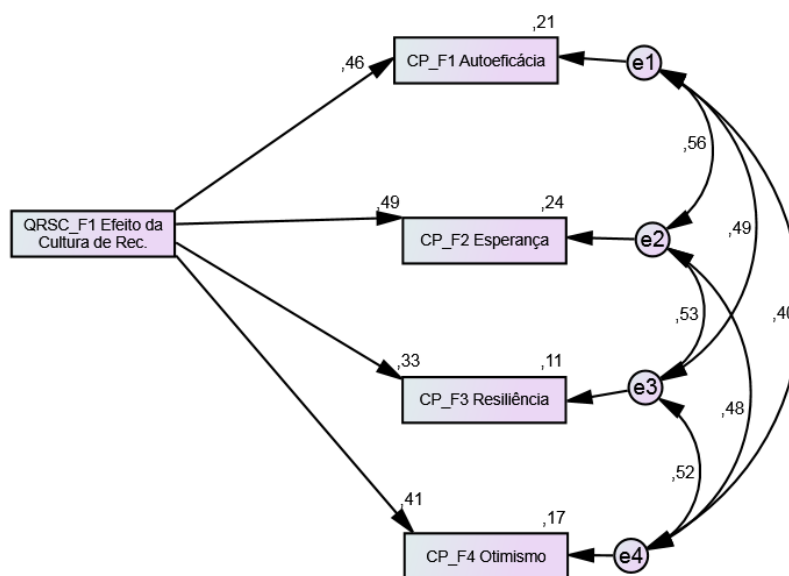 ,21
,46
CP_F1 Autoeficácia
e1
,56
,49
,24
QRSC_F1 Efeito da
Cultura de Rec.
CP_F2 Esperança
e2
,49
,53
,40
,33
,11
CP_F3 Resiliência
e3
,48
,52
,41
,17
CP_F4 Otimismo
e4